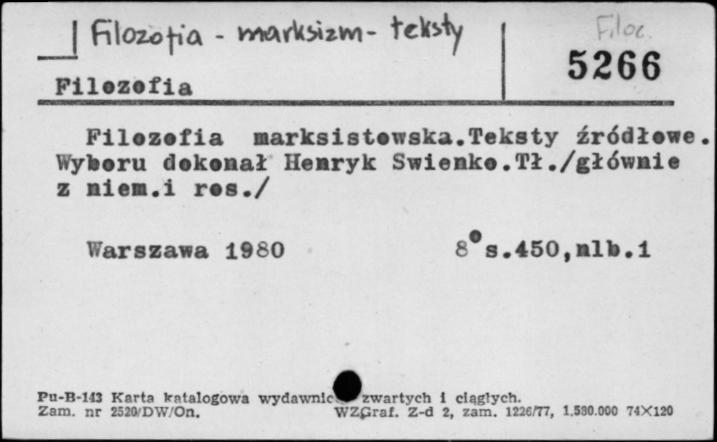 Filozofia - marksizm - teksty
Filoz.
5266
Filozofia
Filozofia marksistowska.Teksty źródłowe.
Wyboru dokonał Henryk Swienko.Tł./głównie
z niem.i ros./
Warszawa 1980 8° s.450,nlb.1
Pu-B-143 Karta katalogowa wydawnic zwartych i ciągłych.
Zam. nr 2520/DW/On. WZGraf. Z-d 2, zam. 1226/77, 1.580.000 74×120